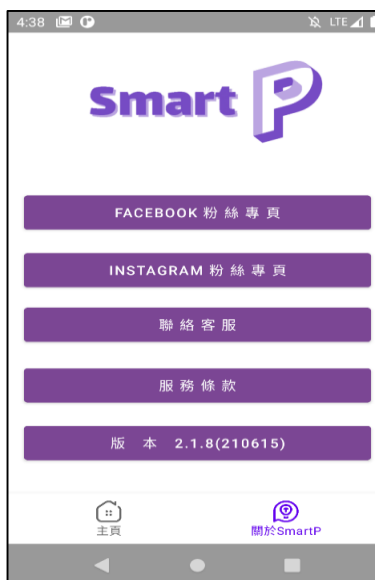 4:38 LTE
Smart P
FACEBOOK 粉絲專頁
INSTAGRAM 粉絲專頁
聯絡客服
服務條款
版 本 2.1.8(210615)
主頁 關於SmartP